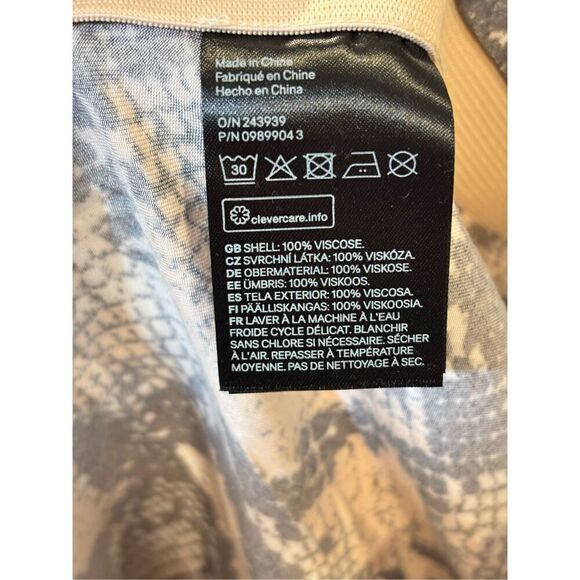 Made in China
Fabriqué en Chine
Hecho en China
O/N 243939
P/N 0989904 3
30
clevercare.info
GB SHELL: 100% VISCOSE.
CZ SVRCHNÍ LÁTKA: 100% VISKÓZA.
DE OBERMATERIAL: 100% VISKOSE.
EE ÜMBRIS: 100% VISKOOS.
ES TELA EXTERIOR: 100% VISCOSA.
FI PÄÄLLISKANGAS: 100% VISKOOSIA.
FR LAVER À LA MACHINE À L'EAU
FROIDE CYCLE DÉLICAT. BLANCHIR
SANS CHLORE SI NÉCESSAIRE. SÉCHER
À L'AIR. REPASSER À TEMPÉRATURE
MOYENNE. PAS DE NETTOYAGE À SEC.